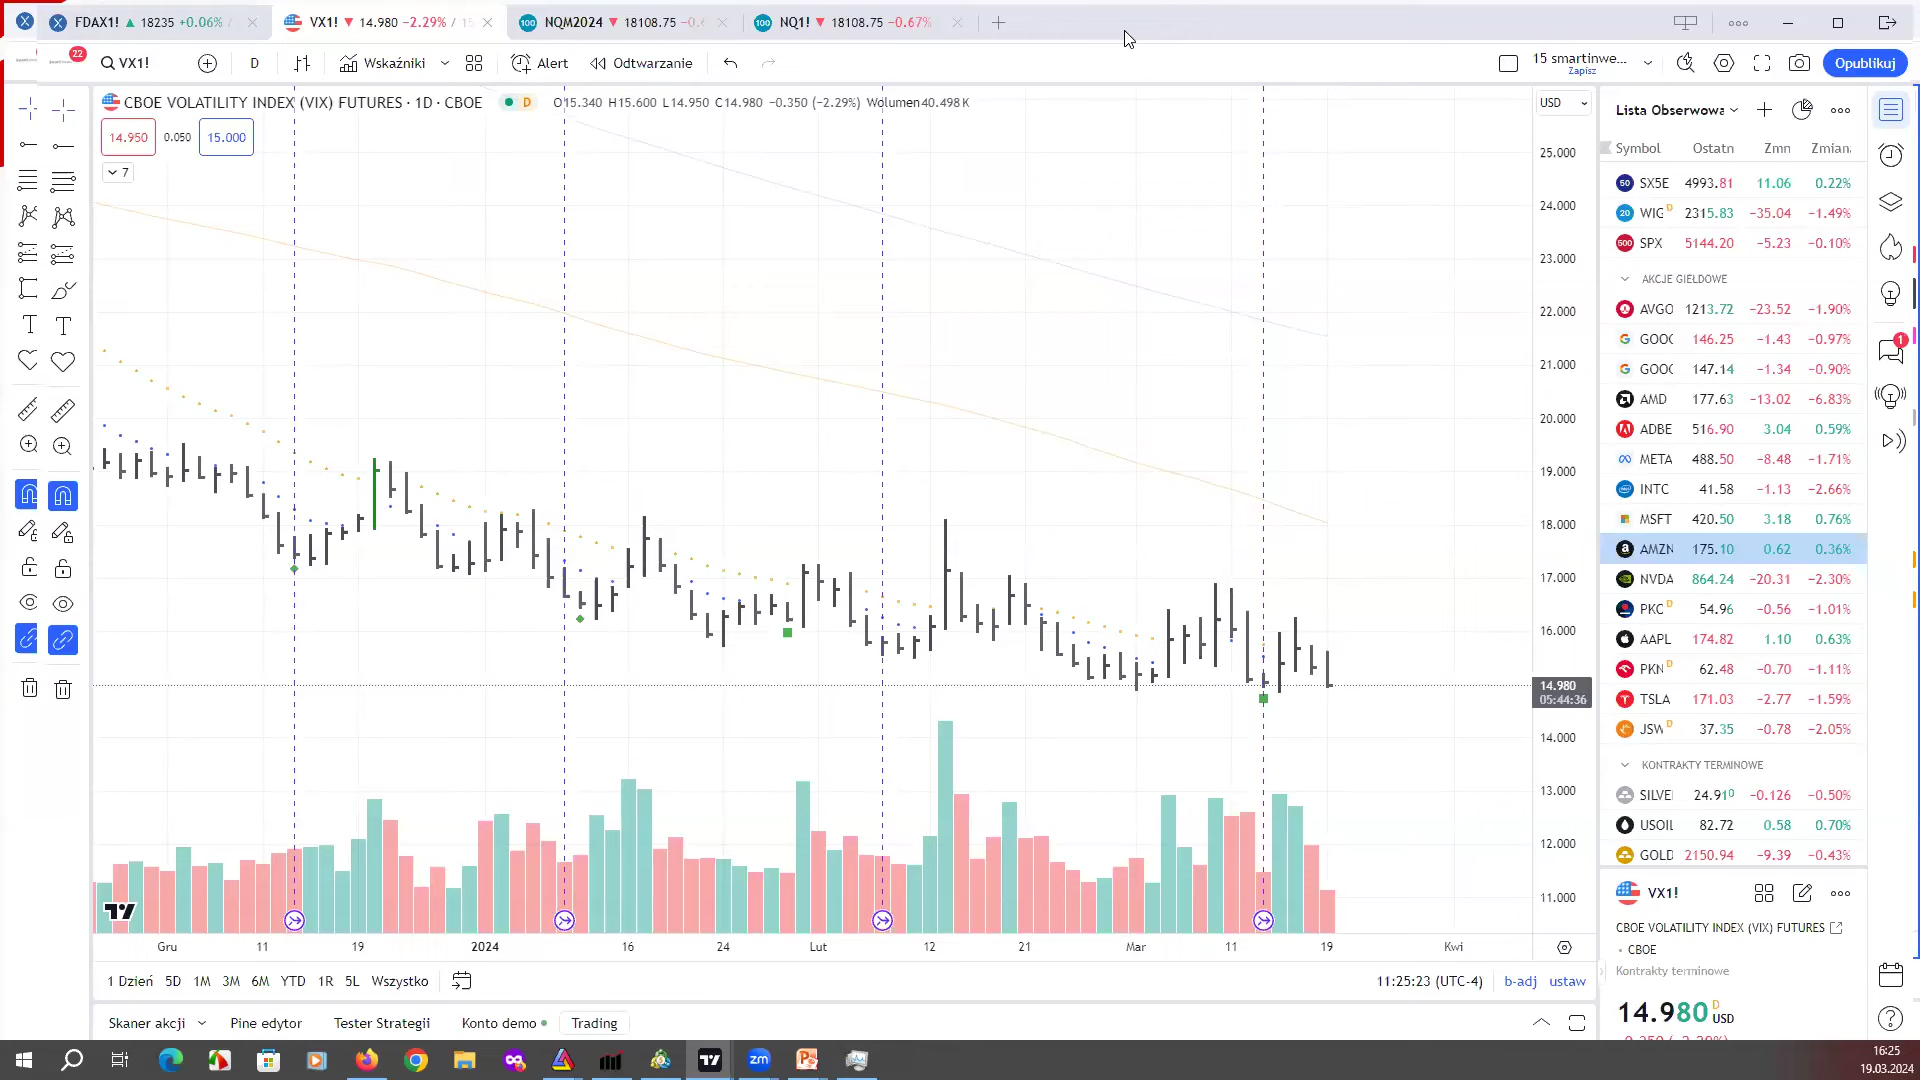 FDAX1! ▲ 18235 +0.06% /
VX1! ▼ 14.980 −2.29% / 15
NQM2024 ▼ 18108.75
NQ1! ▼ 18108.75 −0.67%
22
VX1!
D
Wskaźniki
Alert
Odtwarzanie
15 smartinwe...
Zapisz
Opublikuj
CBOE VOLATILITY INDEX (VIX) FUTURES · 1D · CBOE
D
O15.340 H15.600 L14.950 C14.980 −0.350 (−2.29%) Wolumen40.498K
14.950
0.050
15.000
7
USD
25.000
24.000
23.000
22.000
21.000
20.000
19.000
18.000
17.000
16.000
14.980
05:44:36
14.000
13.000
12.000
11.000
Gru 11 19 2024 16 24 Lut 12 21 Mar 11 19 Kwi
1 Dzień 5D 1M 3M 6M YTD 1R 5L Wszystko
11:25:23 (UTC-4)
b-adj
ustaw
Skaner akcji
Pine edytor
Tester Strategii
Konto demo
Trading
Lista Obserwowa
Symbol Ostatn Zmn Zmian
SX5E 4993.81 11.06 0.22%
WIG D 2315.83 −35.04 −1.49%
SPX 5144.20 −5.23 −0.10%
AKCJE GIEŁDOWE
AVGO 1213.72 −23.52 −1.90%
GOOG 146.25 −1.43 −0.97%
GOOG 147.14 −1.34 −0.90%
AMD 177.63 −13.02 −6.83%
ADBE 516.90 3.04 0.59%
META 488.50 −8.48 −1.71%
INTC 41.58 −1.13 −2.66%
MSFT 420.50 3.18 0.76%
AMZN 175.10 0.62 0.36%
NVDA 864.24 −20.31 −2.30%
PKO D 54.96 −0.56 −1.01%
AAPL 174.82 1.10 0.63%
PKN D 62.48 −0.70 −1.11%
TSLA 171.03 −2.77 −1.59%
JSW D 37.35 −0.78 −2.05%
KONTRAKTY TERMINOWE
SILVE 24.910 −0.126 −0.50%
USOIL 82.72 0.58 0.70%
GOLD 2150.94 −9.39 −0.43%
VX1!
CBOE VOLATILITY INDEX (VIX) FUTURES
• CBOE
Kontrakty terminowe
14.980 D USD
1
16:25
19.03.2024